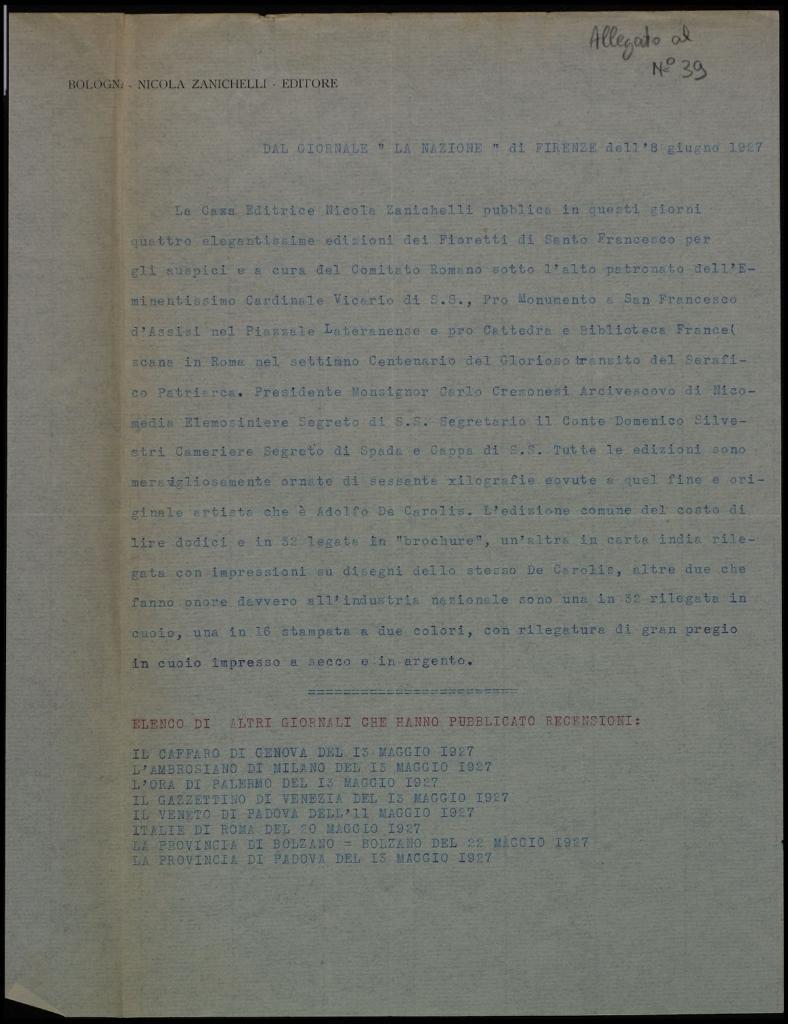 Allegato al
Nº 39
BOLOGNA - NICOLA ZANICHELLI - EDITORE
DAL GIORNALE " LA NAZIONE " di FIRENZE dell'8 giugno 1927
La Casa Editrice Nicola Zanichelli pubblica in questi giorni
quattro elegantissime edizioni dei Fioretti di Santo Francesco per
gli auspici e a cura del Comitato Romano sotto l'alto patronato dell'E-
minentissimo Cardinale Vicario di S.S., Pro Monumento a San Francesco
d'Assisi nel Piazzale Lateranense e pro Cattedra e Biblioteca France(
scana in Roma nel settimno Centenario del Glorioso transito del Serafi-
co Patriarca. Presidente Monsignor Carlo Cremonesi Arcivescovo di Nico-
media Elemosiniere Segreto di S.S. Segretario il Conte Domenico Silve-
stri Cameriere Segreto di Spada e Cappa di S.S. Tutte le edizioni sono
meravigliosamente ornate di sessanta xilografie eovute a quel fine e ori-
ginale artista che è Adolfo De Carolis. L'edizione comune del costo di
lire dodici e in 32 legata in "brochure", un'altra in carta india rile-
gata con impressioni su disegni dello stesso De Carolis, altre due che
fanno onore davvero all'industria nazionale sono una in 32 rilegata in
cuoio, una in 16 stampata a due colori, con rilegatura di gran pregio
in cuoio impresso a secco e in argento.
========================
ELENCO DI ALTRI GIORNALI CHE HANNO PUBBLICATO RECENSIONI:
IL CAFFARO DI GENOVA DEL 13 MAGGIO 1927
L'AMBROSIANO DI MILANO DEL 13 MAGGIO 1927
L'ORA DI PALERMO DEL 13 MAGGIO 1927
IL GAZZETTINO DI VENEZIA DEL 13 MAGGIO 1927
IL VENETO DI PADOVA DELL'11 MAGGIO 1927
ITALIE DI ROMA DEL 20 MAGGIO 1927
LA PROVINCIA DI BOLZANO = BOLZANO DEL 22 MAGGIO 1927
LA PROVINCIA DI PADOVA DEL 13 MAGGIO 1927